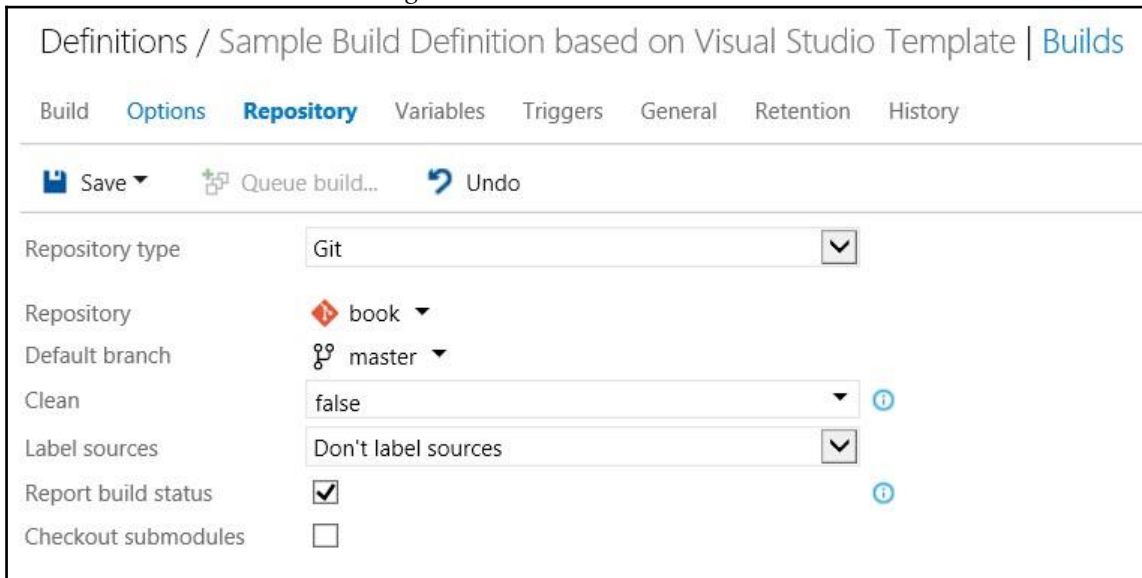 Definitions / Sample Build Definition based on Visual Studio Template | Builds
Build Options Repository Variables Triggers General Retention History
Save Queue build... Undo
Repository type Git
Repository book
Default branch master
Clean false
Label sources Don't label sources
Report build status
Checkout submodules